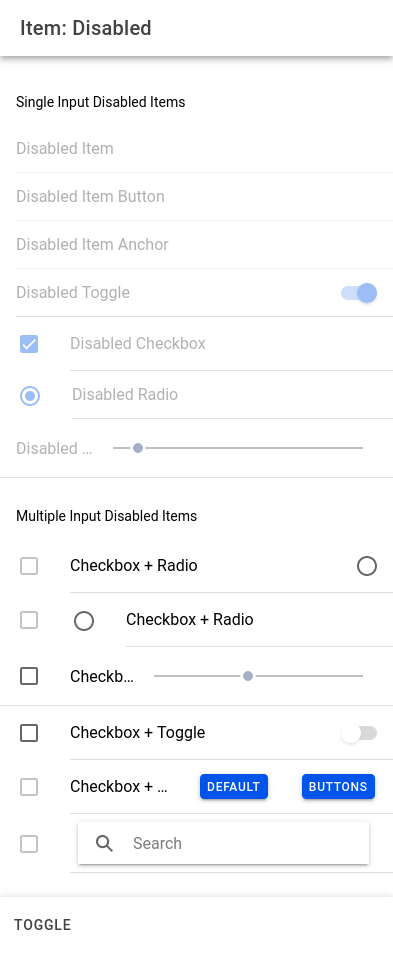 Item: Disabled
Single Input Disabled Items
Disabled Item
Disabled Item Button
Disabled Item Anchor
Disabled Toggle
Disabled Checkbox
Disabled Radio
Disabled ...
Multiple Input Disabled Items
Checkbox + Radio
Checkbox + Radio
Checkb...
Checkbox + Toggle
Checkbox + ... DEFAULT BUTTONS
Search
TOGGLE